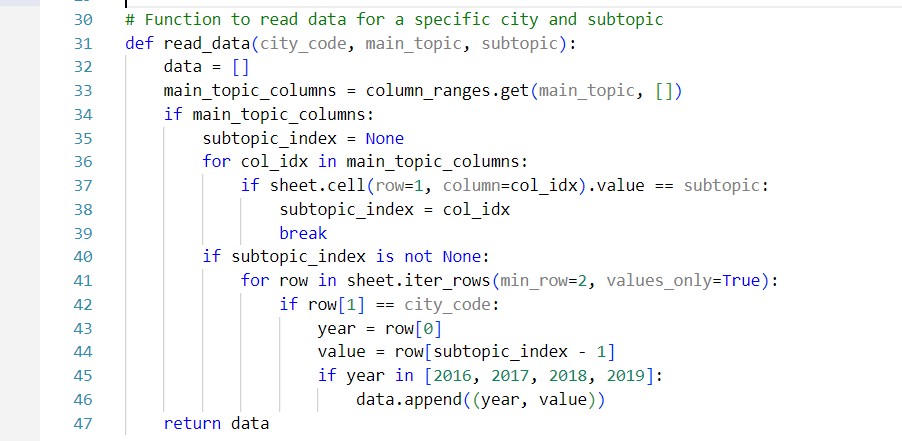 30 # Function to read data for a specific city and subtopic
31 def read_data(city_code, main_topic, subtopic):
32     data = []
33     main_topic_columns = column_ranges.get(main_topic, [])
34     if main_topic_columns:
35         subtopic_index = None
36         for col_idx in main_topic_columns:
37             if sheet.cell(row=1, column=col_idx).value == subtopic:
38                 subtopic_index = col_idx
39                 break
40         if subtopic_index is not None:
41             for row in sheet.iter_rows(min_row=2, values_only=True):
42                 if row[1] == city_code:
43                     year = row[0]
44                     value = row[subtopic_index - 1]
45                     if year in [2016, 2017, 2018, 2019]:
46                         data.append((year, value))
47     return data